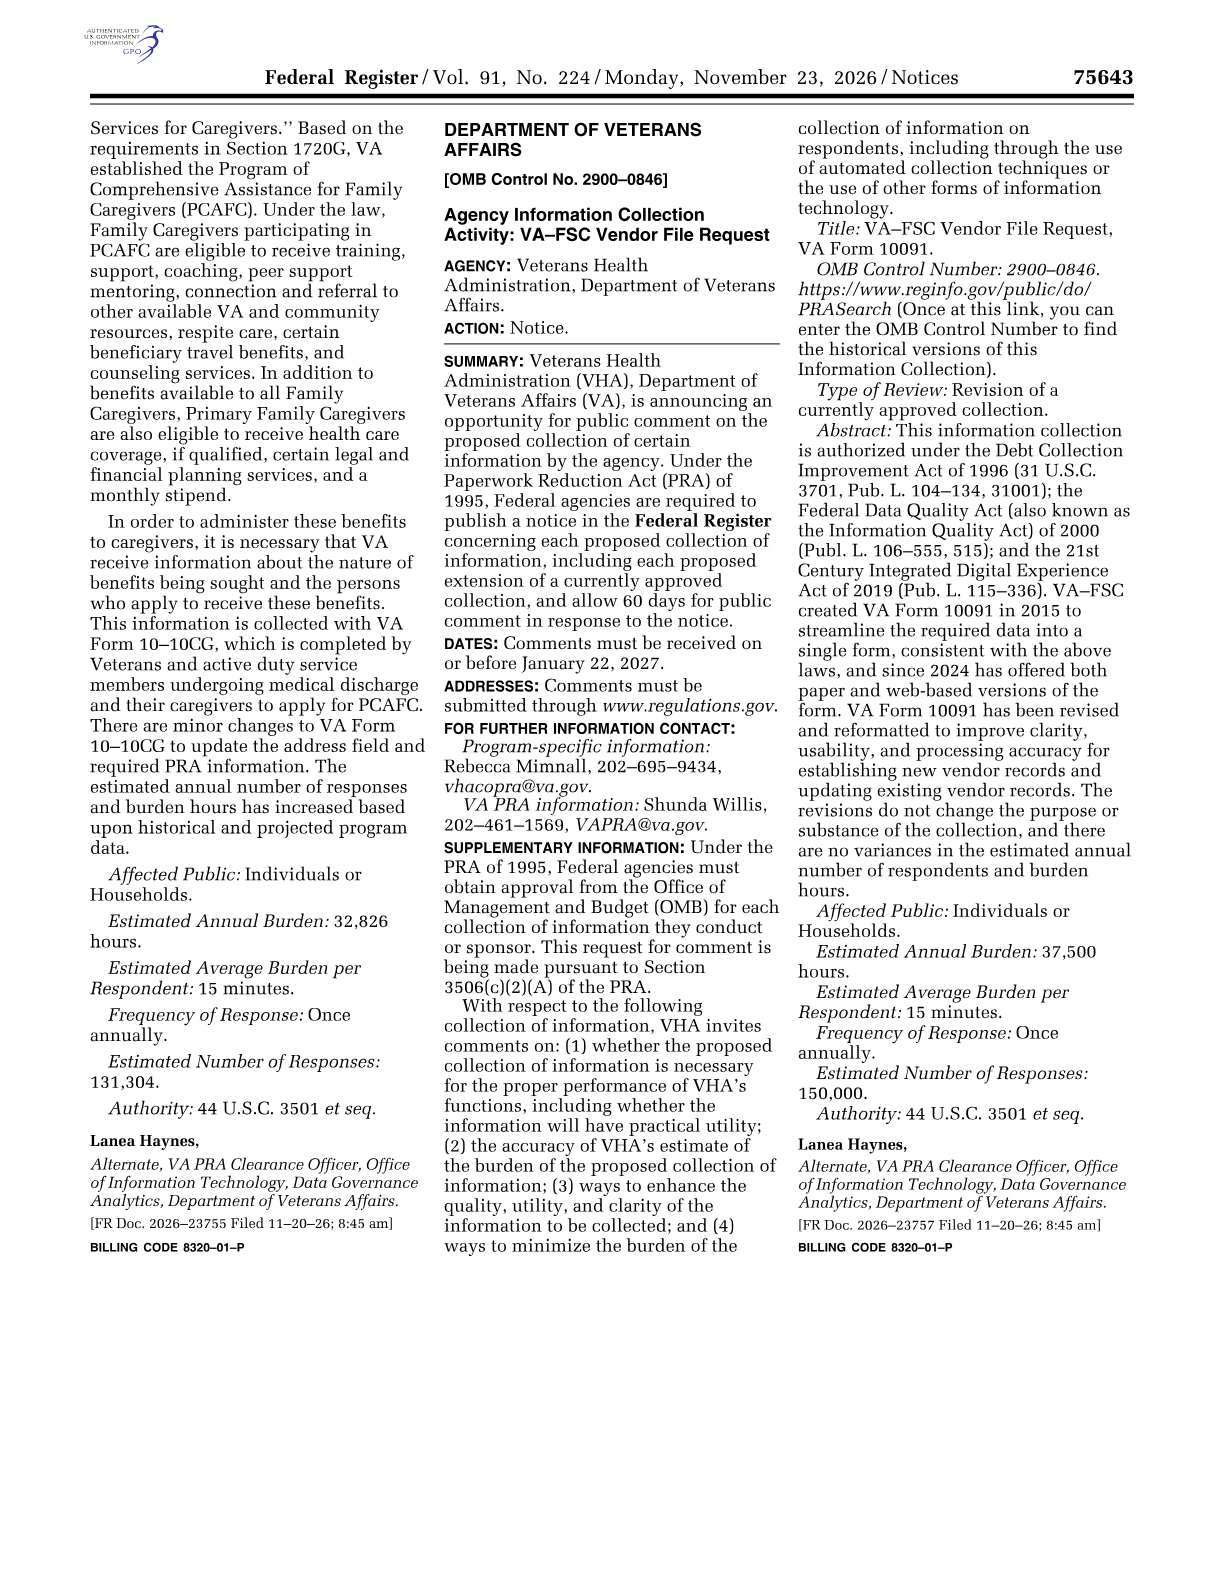 AUTHENTICATED
U.S. GOVERNMENT
INFORMATION
GPO
Federal Register / Vol. 91, No. 224 / Monday, November 23, 2026 / Notices 75643
Services for Caregivers.’’ Based on the
requirements in Section 1720G, VA
established the Program of
Comprehensive Assistance for Family
Caregivers (PCAFC). Under the law,
Family Caregivers participating in
PCAFC are eligible to receive training,
support, coaching, peer support
mentoring, connection and referral to
other available VA and community
resources, respite care, certain
beneficiary travel benefits, and
counseling services. In addition to
benefits available to all Family
Caregivers, Primary Family Caregivers
are also eligible to receive health care
coverage, if qualified, certain legal and
financial planning services, and a
monthly stipend.
In order to administer these benefits
to caregivers, it is necessary that VA
receive information about the nature of
benefits being sought and the persons
who apply to receive these benefits.
This information is collected with VA
Form 10–10CG, which is completed by
Veterans and active duty service
members undergoing medical discharge
and their caregivers to apply for PCAFC.
There are minor changes to VA Form
10–10CG to update the address field and
required PRA information. The
estimated annual number of responses
and burden hours has increased based
upon historical and projected program
data.
Affected Public: Individuals or
Households.
Estimated Annual Burden: 32,826
hours.
Estimated Average Burden per
Respondent: 15 minutes.
Frequency of Response: Once
annually.
Estimated Number of Responses:
131,304.
Authority: 44 U.S.C. 3501 et seq.
Lanea Haynes,
Alternate, VA PRA Clearance Officer, Office
of Information Technology, Data Governance
Analytics, Department of Veterans Affairs.
[FR Doc. 2026–23755 Filed 11–20–26; 8:45 am]
BILLING CODE 8320–01–P
DEPARTMENT OF VETERANS
AFFAIRS
[OMB Control No. 2900–0846]
Agency Information Collection
Activity: VA–FSC Vendor File Request
AGENCY: Veterans Health
Administration, Department of Veterans
Affairs.
ACTION: Notice.
SUMMARY: Veterans Health
Administration (VHA), Department of
Veterans Affairs (VA), is announcing an
opportunity for public comment on the
proposed collection of certain
information by the agency. Under the
Paperwork Reduction Act (PRA) of
1995, Federal agencies are required to
publish a notice in the Federal Register
concerning each proposed collection of
information, including each proposed
extension of a currently approved
collection, and allow 60 days for public
comment in response to the notice.
DATES: Comments must be received on
or before January 22, 2027.
ADDRESSES: Comments must be
submitted through www.regulations.gov.
FOR FURTHER INFORMATION CONTACT:
Program-specific information:
Rebecca Mimnall, 202–695–9434,
vhacopra@va.gov.
VA PRA information: Shunda Willis,
202–461–1569, VAPRA@va.gov.
SUPPLEMENTARY INFORMATION: Under the
PRA of 1995, Federal agencies must
obtain approval from the Office of
Management and Budget (OMB) for each
collection of information they conduct
or sponsor. This request for comment is
being made pursuant to Section
3506(c)(2)(A) of the PRA.
With respect to the following
collection of information, VHA invites
comments on: (1) whether the proposed
collection of information is necessary
for the proper performance of VHA’s
functions, including whether the
information will have practical utility;
(2) the accuracy of VHA’s estimate of
the burden of the proposed collection of
information; (3) ways to enhance the
quality, utility, and clarity of the
information to be collected; and (4)
ways to minimize the burden of the
collection of information on
respondents, including through the use
of automated collection techniques or
the use of other forms of information
technology.
Title: VA–FSC Vendor File Request,
VA Form 10091.
OMB Control Number: 2900–0846.
https://www.reginfo.gov/public/do/
PRASearch (Once at this link, you can
enter the OMB Control Number to find
the historical versions of this
Information Collection).
Type of Review: Revision of a
currently approved collection.
Abstract: This information collection
is authorized under the Debt Collection
Improvement Act of 1996 (31 U.S.C.
3701, Pub. L. 104–134, 31001); the
Federal Data Quality Act (also known as
the Information Quality Act) of 2000
(Publ. L. 106–555, 515); and the 21st
Century Integrated Digital Experience
Act of 2019 (Pub. L. 115–336). VA–FSC
created VA Form 10091 in 2015 to
streamline the required data into a
single form, consistent with the above
laws, and since 2024 has offered both
paper and web-based versions of the
form. VA Form 10091 has been revised
and reformatted to improve clarity,
usability, and processing accuracy for
establishing new vendor records and
updating existing vendor records. The
revisions do not change the purpose or
substance of the collection, and there
are no variances in the estimated annual
number of respondents and burden
hours.
Affected Public: Individuals or
Households.
Estimated Annual Burden: 37,500
hours.
Estimated Average Burden per
Respondent: 15 minutes.
Frequency of Response: Once
annually.
Estimated Number of Responses:
150,000.
Authority: 44 U.S.C. 3501 et seq.
Lanea Haynes,
Alternate, VA PRA Clearance Officer, Office
of Information Technology, Data Governance
Analytics, Department of Veterans Affairs.
[FR Doc. 2026–23757 Filed 11–20–26; 8:45 am]
BILLING CODE 8320–01–P